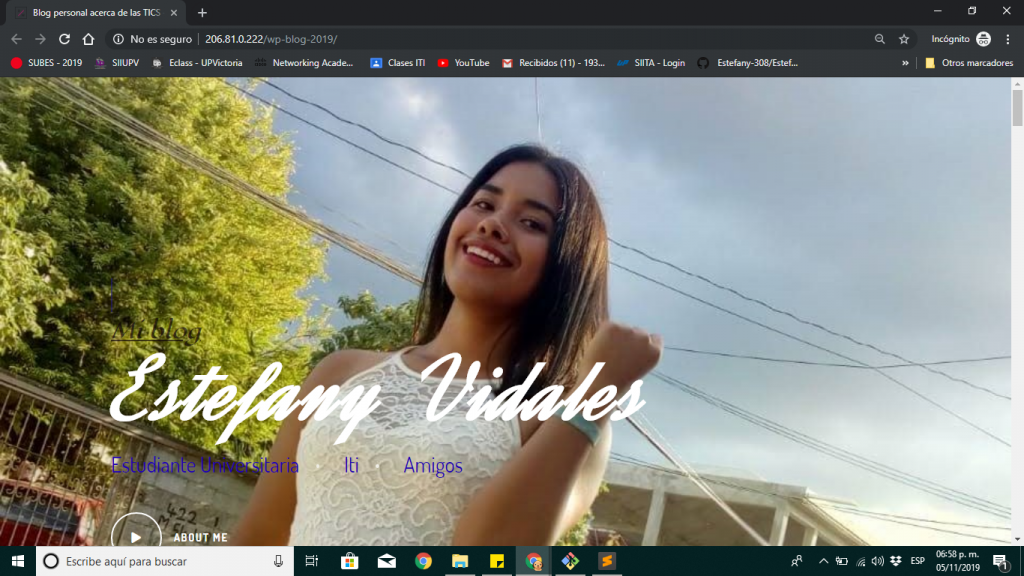 Blog personal acerca de las TICS
No es seguro | 206.81.0.222/wp-blog-2019/
Incógnito
SUBES - 2019
SIIUPV
Eclass - UPVictoria
Networking Acade...
Clases ITI
YouTube
Recibidos (11) - 193...
SIITA - Login
Estefany-308/Estef...
»
Otros marcadores
Mi blog
Estefany Vidales
Estudiante Universitaria
Iti
Amigos
422 1
ABOUT ME
Escribe aquí para buscar
ESP
06:58 p. m.
05/11/2019
1